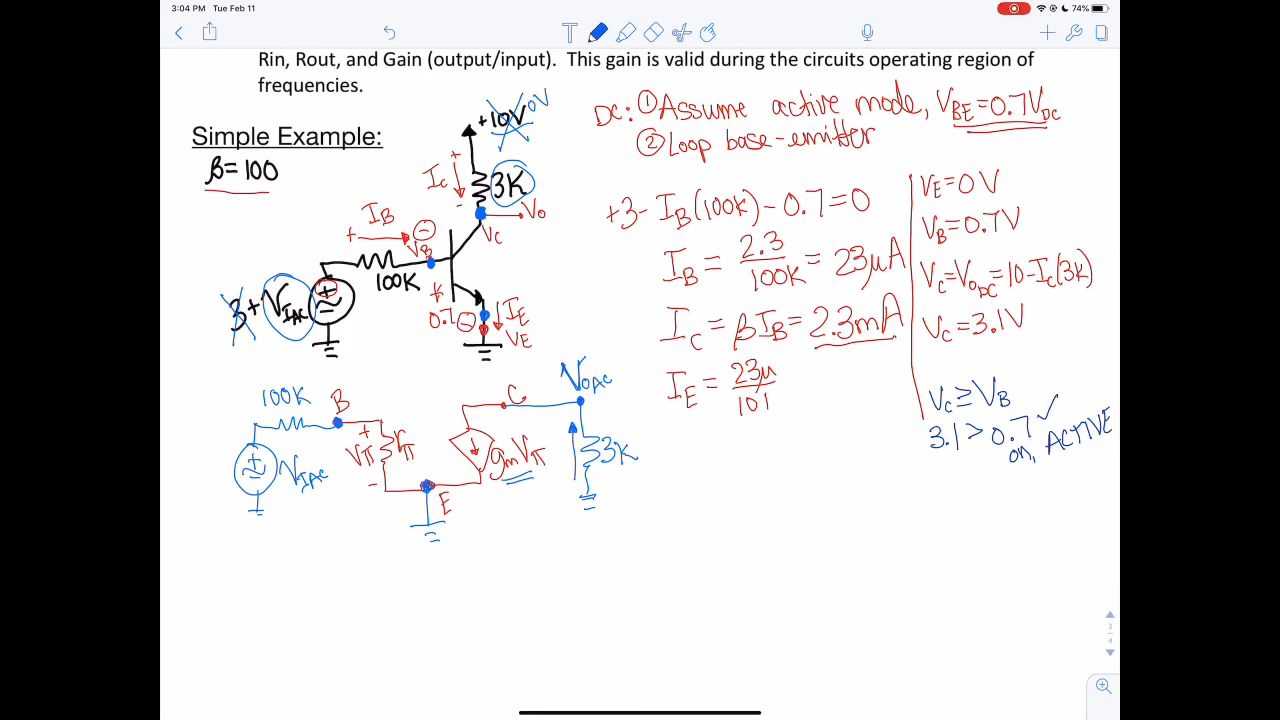 3:04 PM Tue Feb 11
74%
Rin, Rout, and Gain (output/input). This gain is valid during the circuits operating region of
frequencies.
Simple Example:
β=100
+10V 0V
Ic
3K
Vo
Vc
IB
VB
100K
3+VIAC
0.7
IE
VE
DC: ① Assume active mode, VBE=0.7VDC
② Loop base-emitter
+3-IB(100K)-0.7=0
IB = 2.3/100K = 23μA
Ic = βIB = 2.3mA
IE = 23μ/101
VE=0V
VB=0.7V
Vc=VoDC=10-Ic(3K)
Vc=3.1V
Vc≥VB
3.1>0.7 ✓
on, ACTIVE
100K
B
VIAC
+
Vπ
-
rπ
E
C
gmVπ
VOAC
3K
3
4